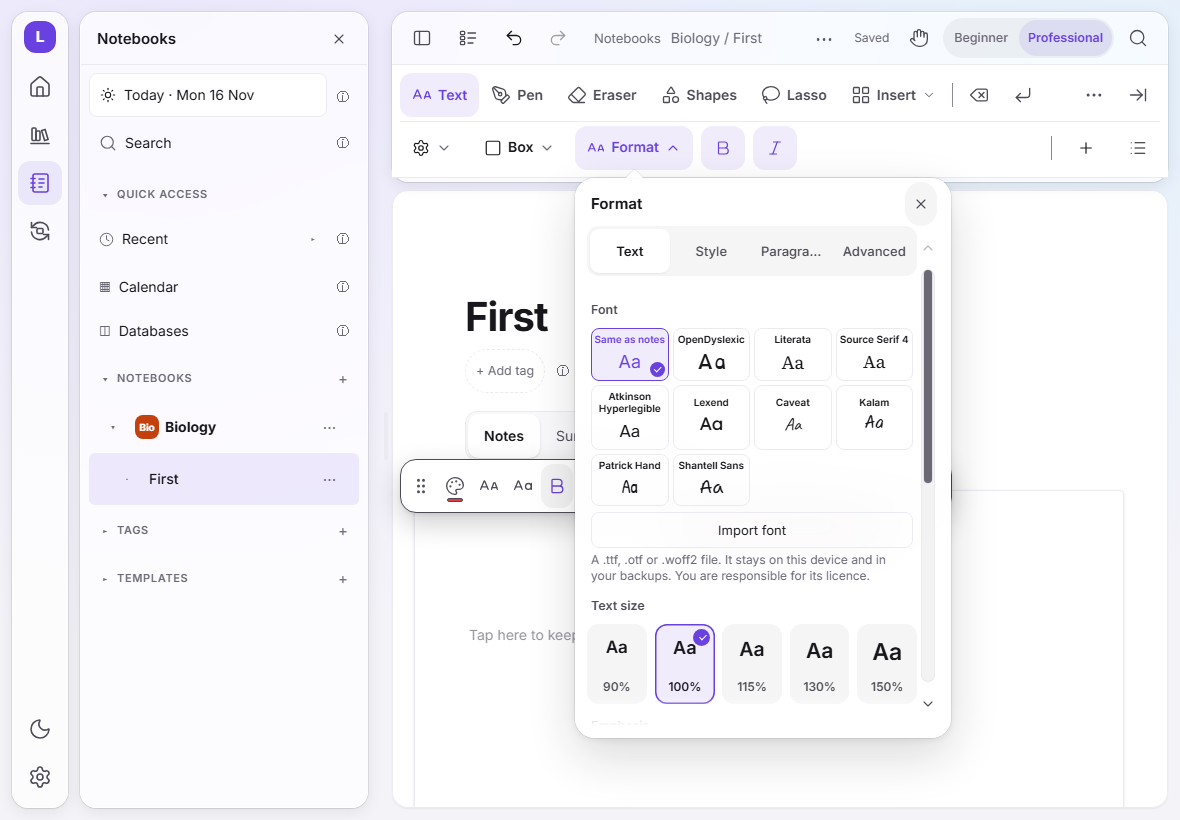 L
Notebooks
Today · Mon 16 Nov
Search
QUICK ACCESS
Recent
Calendar
Databases
NOTEBOOKS
Bio Biology
First
TAGS
TEMPLATES
Notebooks Biology / First
Saved
Beginner Professional
AA Text
Pen
Eraser
Shapes
Lasso
Insert
Box
AA Format
B
I
First
+ Add tag
Notes
AA
Aa
B
Tap here to keep
Format
Text
Style
Paragra...
Advanced
Font
Same as notes
Aa
OpenDyslexic
Aa
Literata
Aa
Source Serif 4
Aa
Atkinson
Hyperlegible
Aa
Lexend
Aa
Caveat
Aa
Kalam
Aa
Patrick Hand
Aa
Shantell Sans
Aa
Import font
A .ttf, .otf or .woff2 file. It stays on this device and in
your backups. You are responsible for its licence.
Text size
Aa
90%
Aa
100%
Aa
115%
Aa
130%
Aa
150%